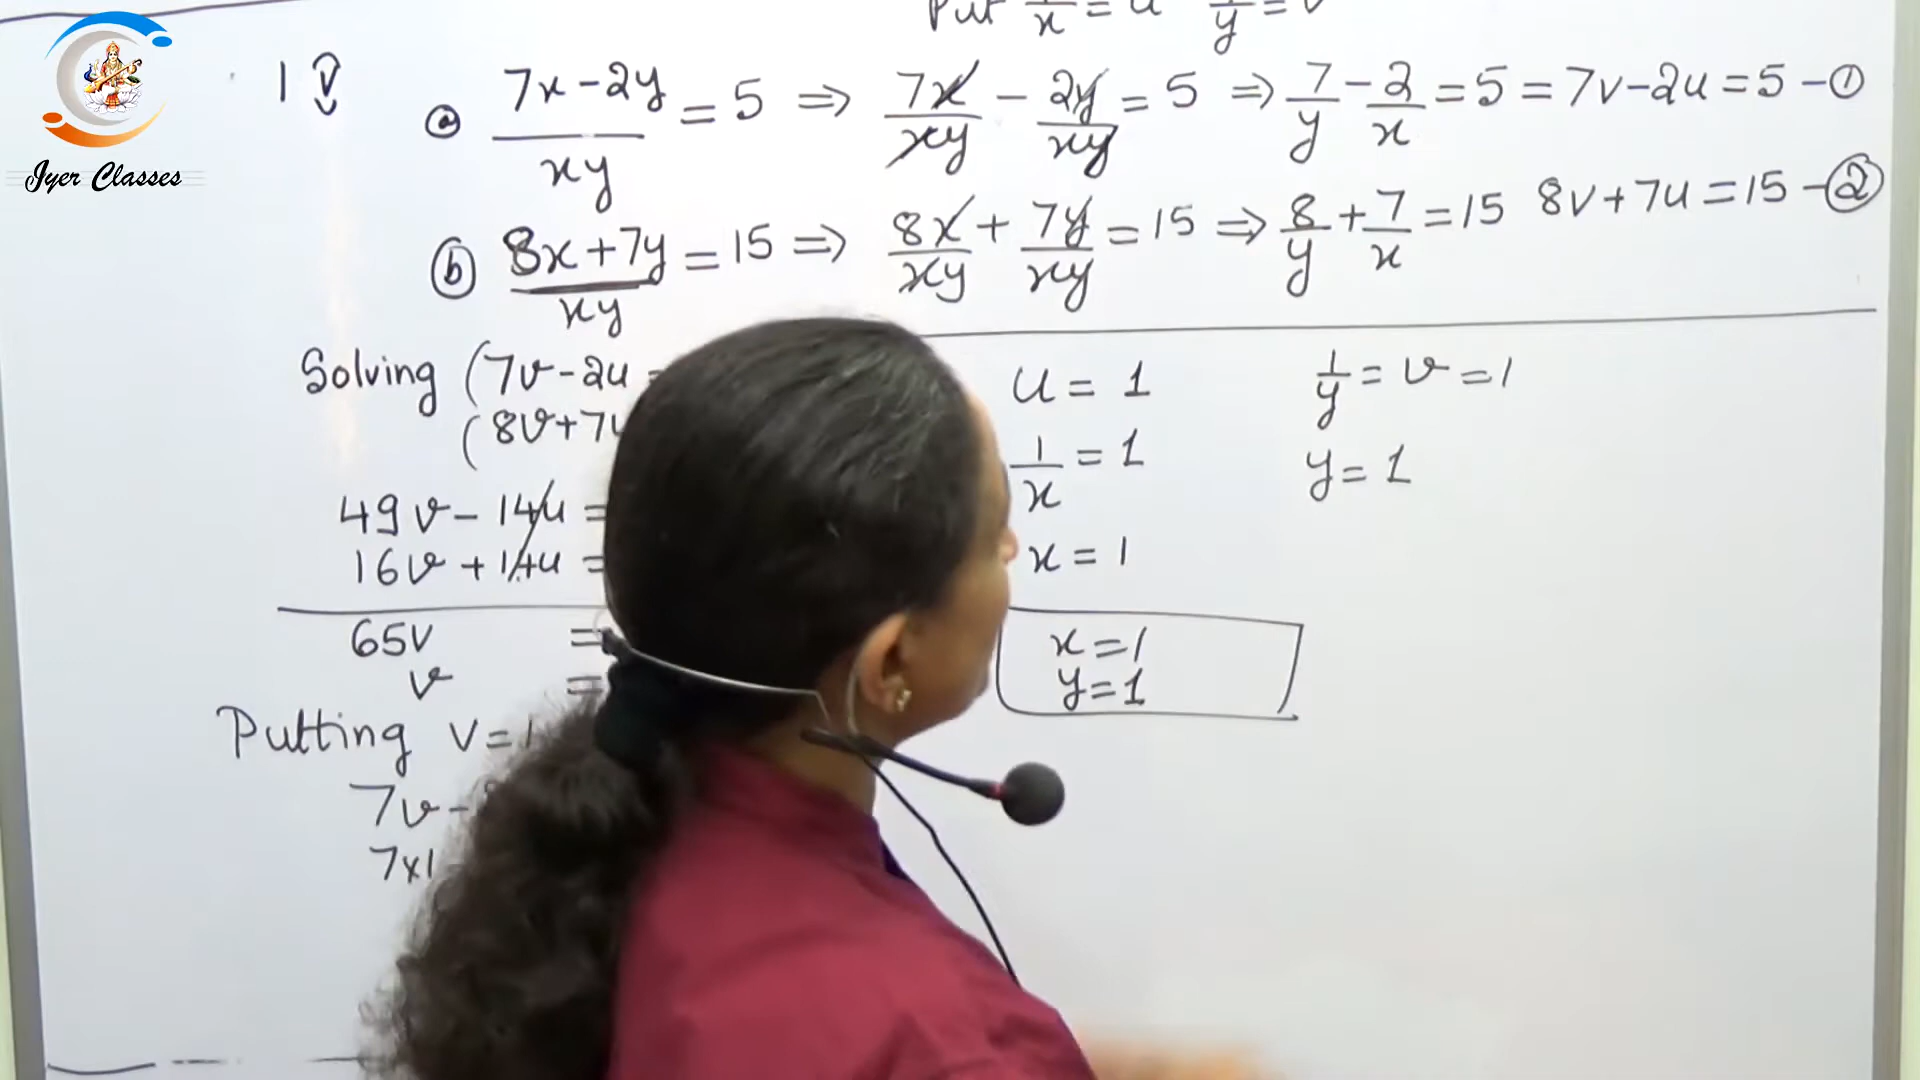 Put 1/x = u 1/y = v
Iyer Classes
1 v
ⓐ (7x-2y)/xy = 5 ⇒ 7x/xy - 2y/xy = 5 ⇒ 7/y - 2/x = 5 = 7v-2u = 5 -①
ⓑ (8x+7y)/xy = 15 ⇒ 8x/xy + 7y/xy = 15 ⇒ 8/y + 7/x = 15 8v+7u = 15 -②
Solving (7v-2u =
(8v+7u
49v - 14u =
16v + 14u =
65v =
v =
Putting v=1
7v -
7x1
u = 1
1/x = 1
x = 1
x = 1
y = 1
1/y = v = 1
y = 1